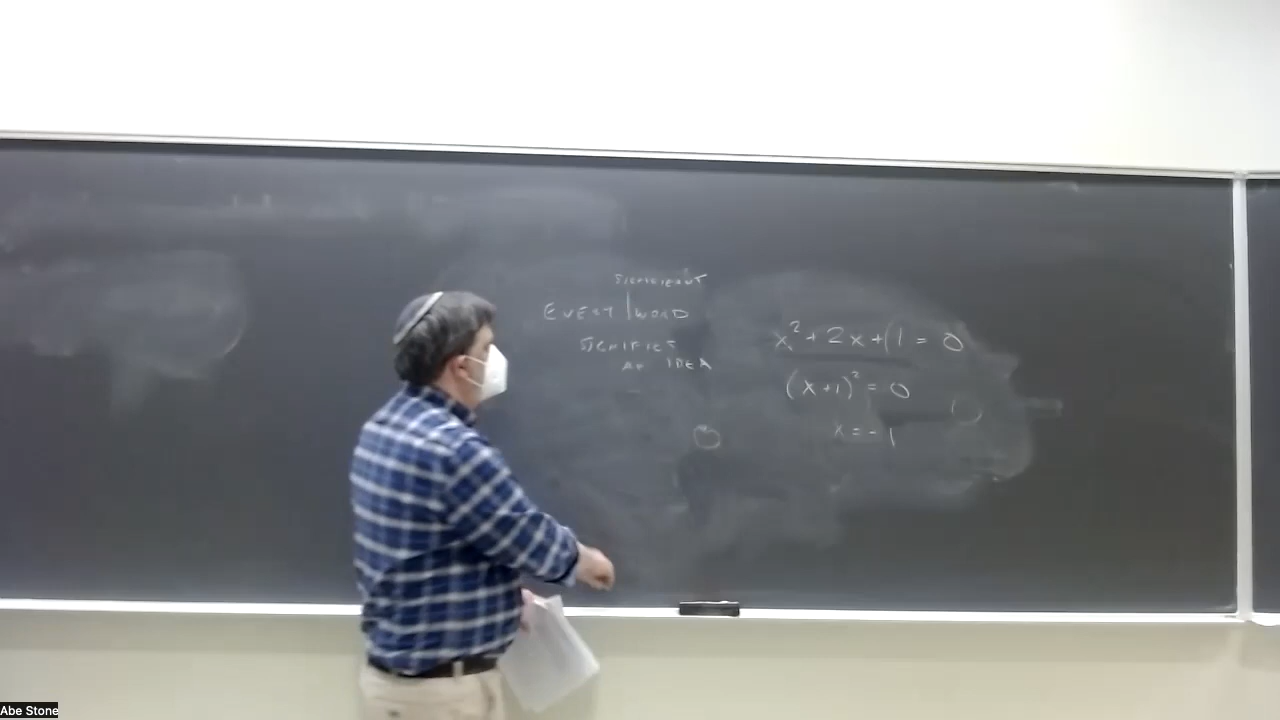 SIGNIFICANT
EVERY | WORD
SIGNIFIES
AN IDEA
x² + 2x + (1 = 0
(x+1)² = 0
x = -1
Abe Stone